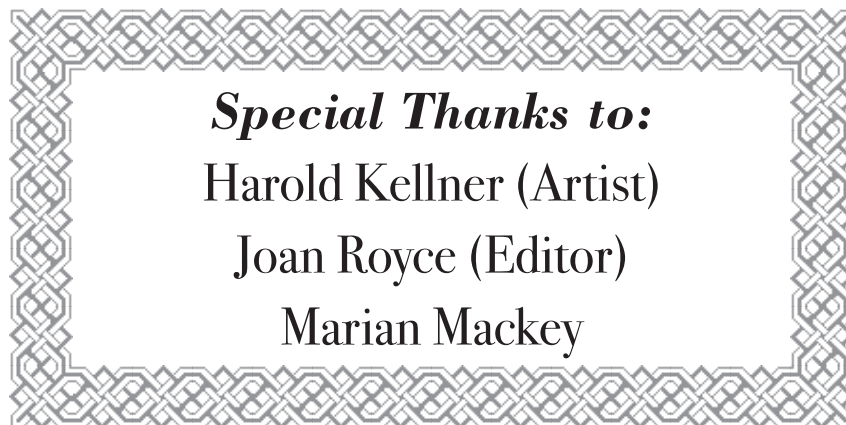 Special Thanks to:
Harold Kellner (Artist)
Joan Royce (Editor)
Marian Mackey